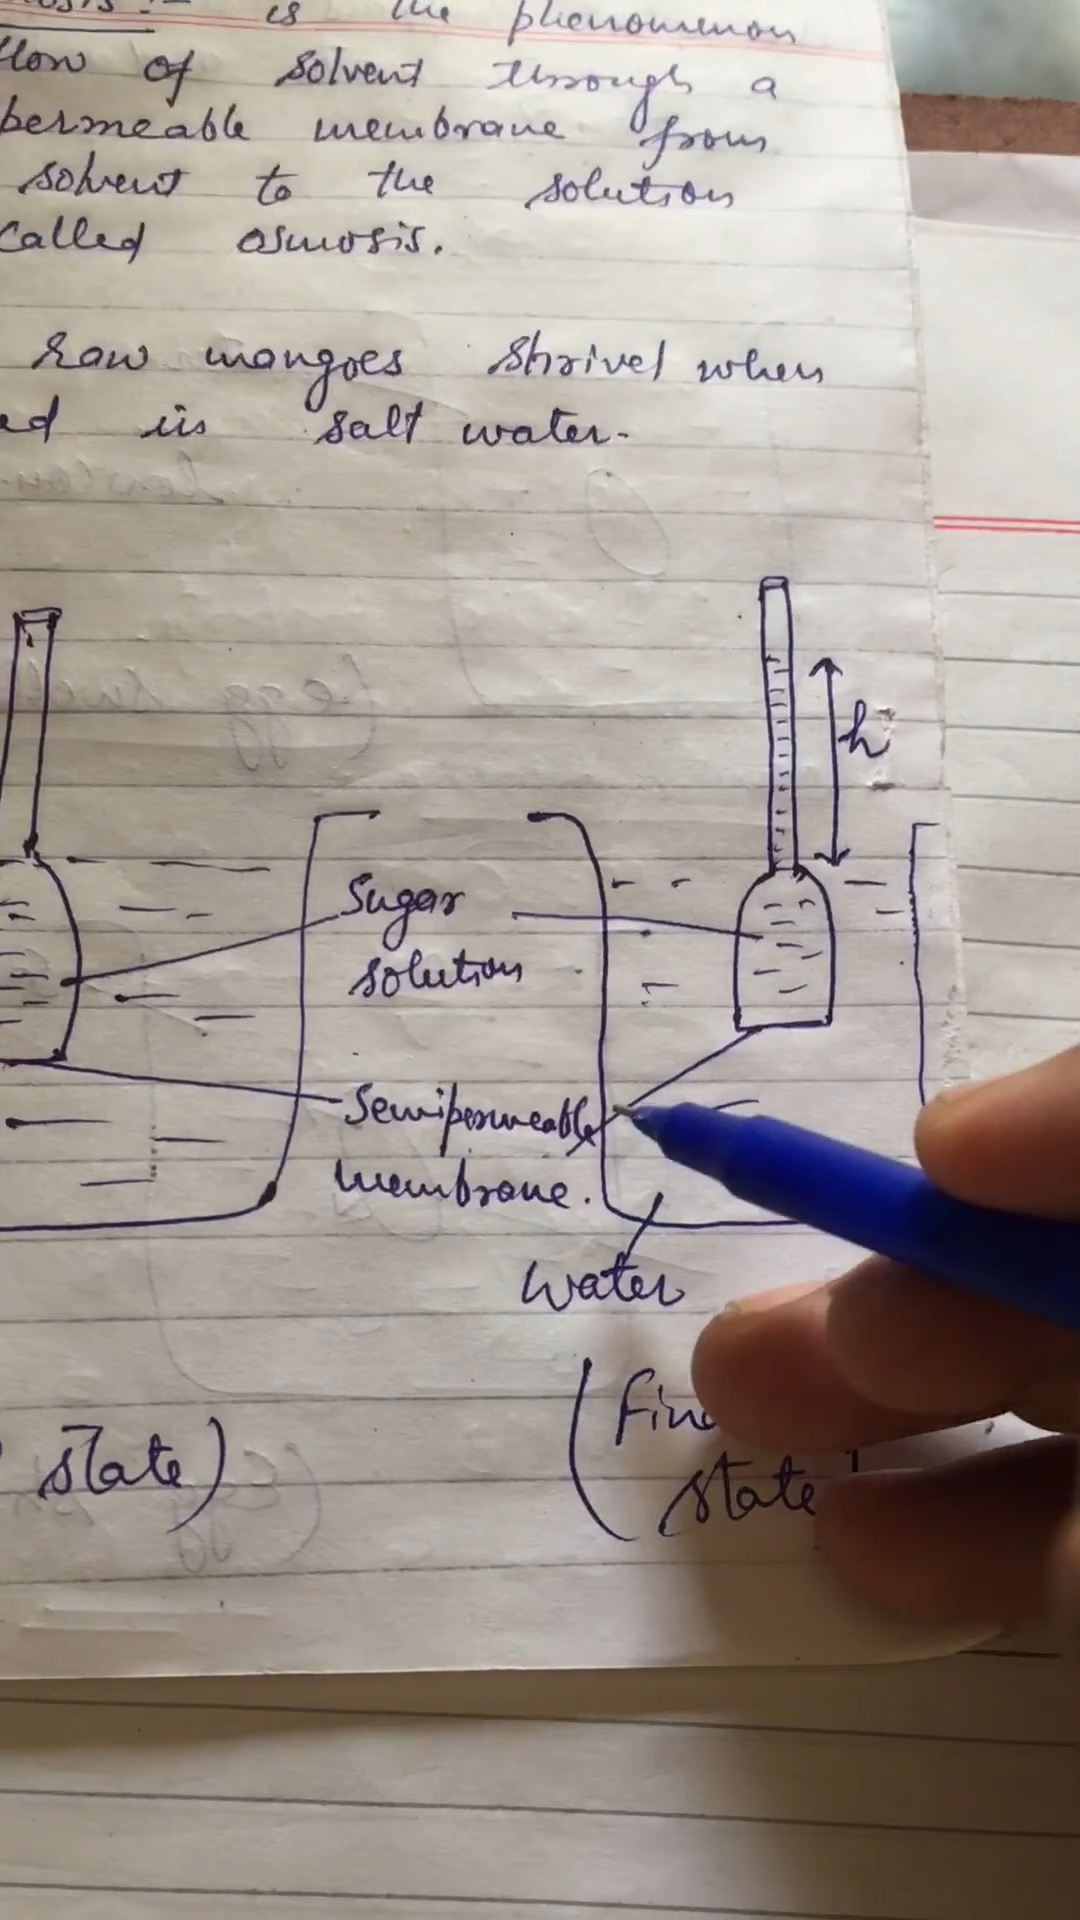 is the phenomenon
flow of solvent through a
permeable membrane from
solvent to the solution
called osmosis.
raw mangoes shrivel when
in salt water.
h
Sugar
solution
Semipermeable
membrane.
Water
state)
(
state